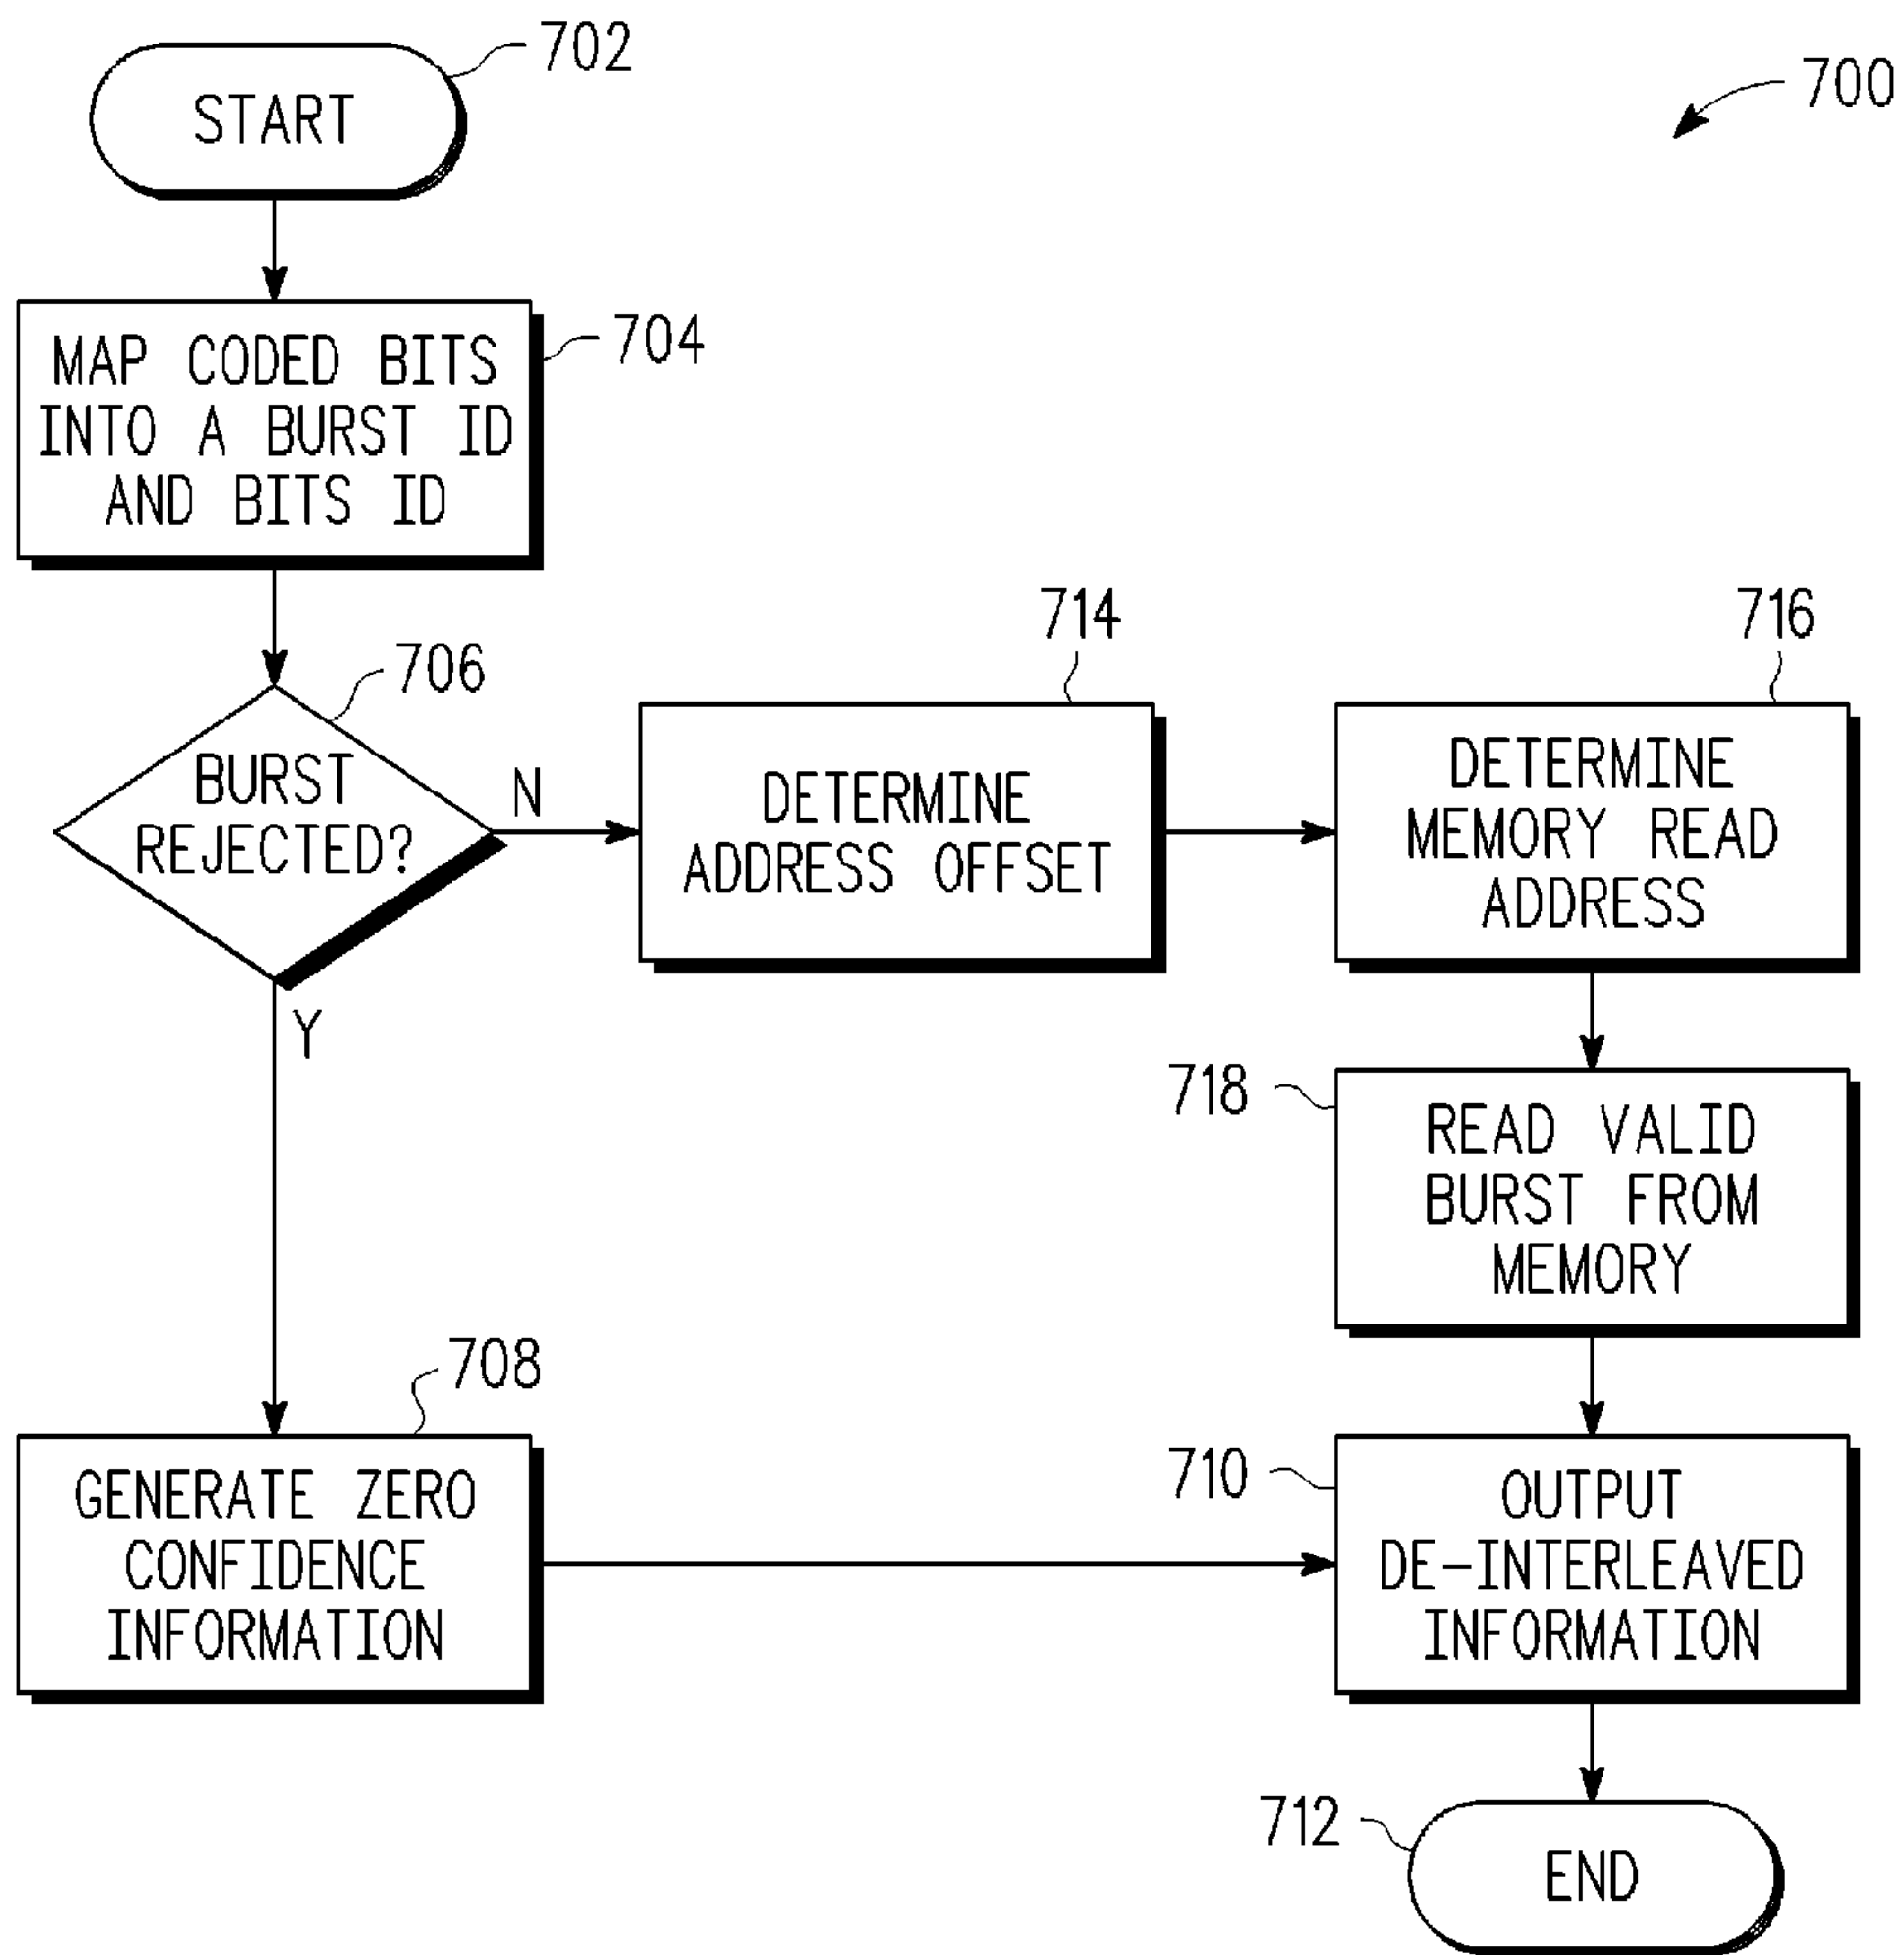 702
700
START
704
MAP CODED BITS
INTO A BURST ID
AND BITS ID
714
716
706
BURST
REJECTED?
N
Y
DETERMINE
ADDRESS OFFSET
DETERMINE
MEMORY READ
ADDRESS
718
READ VALID
BURST FROM
MEMORY
708
GENERATE ZERO
CONFIDENCE
INFORMATION
710
OUTPUT
DE-INTERLEAVED
INFORMATION
712
END